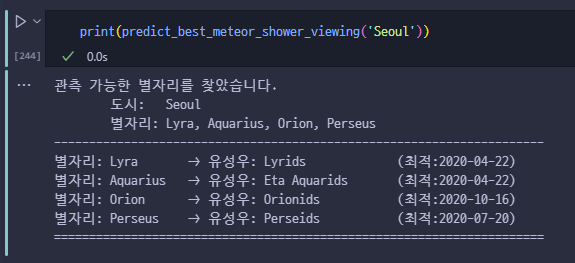 print(predict_best_meteor_shower_viewing('Seoul'))
[244] 0.0s
관측 가능한 별자리를 찾았습니다.
도시: Seoul
별자리: Lyra, Aquarius, Orion, Perseus
----------------------------------------------------------------------
별자리: Lyra → 유성우: Lyrids (최적:2020-04-22)
별자리: Aquarius → 유성우: Eta Aquarids (최적:2020-04-22)
별자리: Orion → 유성우: Orionids (최적:2020-10-16)
별자리: Perseus → 유성우: Perseids (최적:2020-07-20)
======================================================================